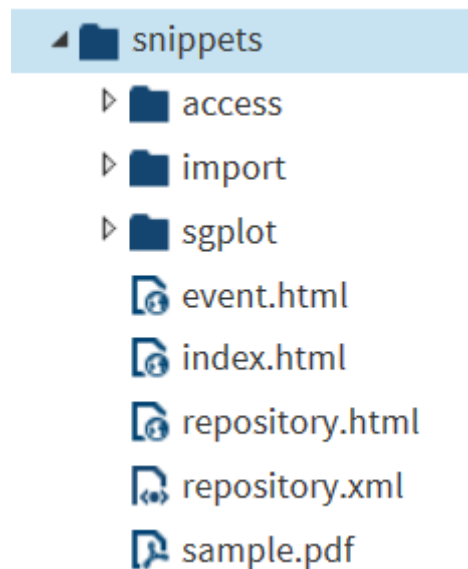 snippets
access
import
sgplot
event.html
index.html
repository.html
repository.xml
sample.pdf